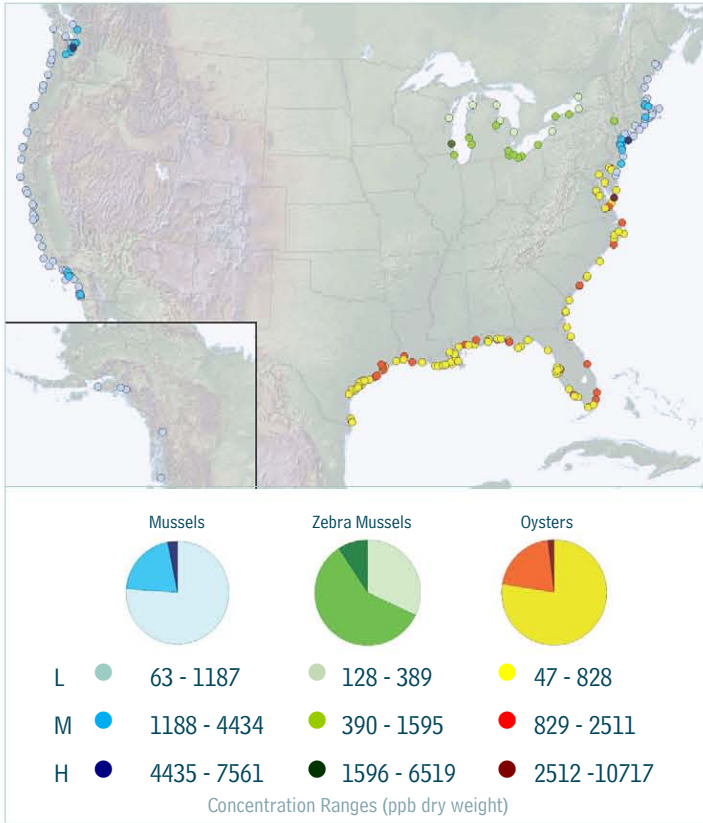 Mussels Zebra Mussels Oysters
L 63 - 1187 128 - 389 47 - 828
M 1188 - 4434 390 - 1595 829 - 2511
H 4435 - 7561 1596 - 6519 2512 -10717
Concentration Ranges (ppb dry weight)